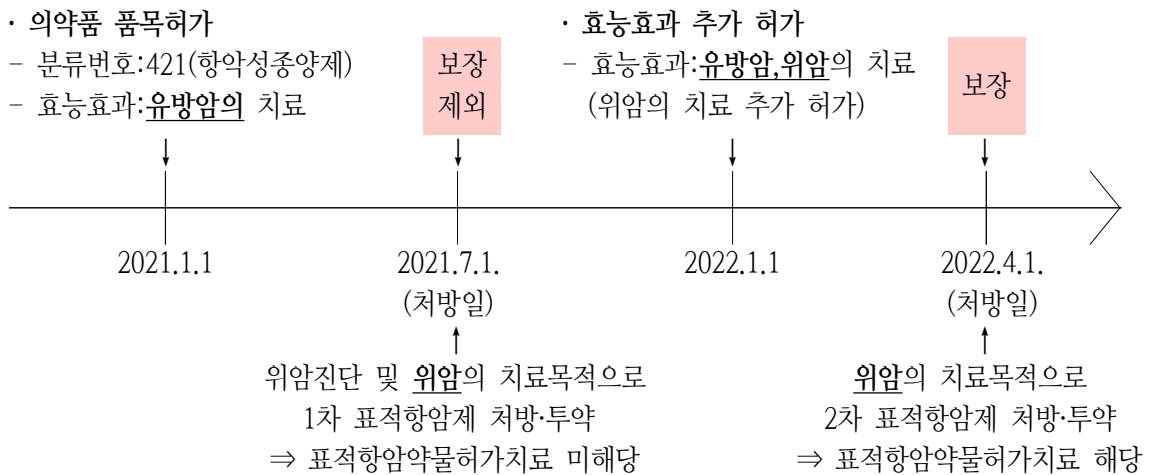 · 의약품 품목허가
- 분류번호:421(항악성종양제)
- 효능효과:유방암의 치료
보장
제외
· 효능효과 추가 허가
- 효능효과:유방암,위암의 치료
(위암의 치료 추가 허가)
보장
2021.1.1
2021.7.1.
(처방일)
2022.1.1
2022.4.1.
(처방일)
위암진단 및 위암의 치료목적으로
1차 표적항암제 처방·투약
⇒ 표적항암약물허가치료 미해당
위암의 치료목적으로
2차 표적항암제 처방·투약
⇒ 표적항암약물허가치료 해당